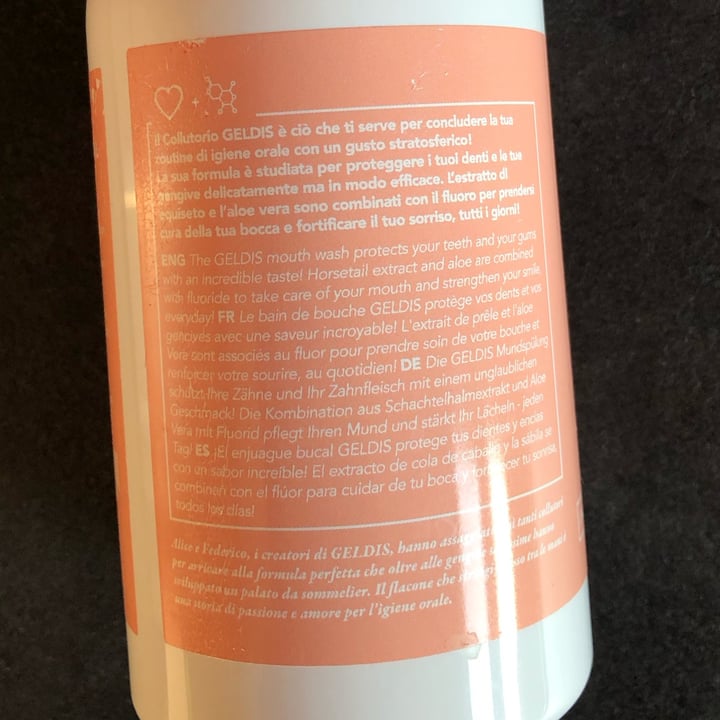 +
Il Collutorio GELDIS è ciò che ti serve per concludere la tua
routine di igiene orale con un gusto stratosferico!
La sua formula è studiata per proteggere i tuoi denti e le tue
gengive delicatamente ma in modo efficace. L'estratto di
equiseto e l'aloe vera sono combinati con il fluoro per prendersi
cura della tua bocca e fortificare il tuo sorriso, tutti i giorni!
ENG The GELDIS mouth wash protects your teeth and your gums
with an incredible taste! Horsetail extract and aloe are combined
with fluoride to take care of your mouth and strengthen your smile,
everyday! FR Le bain de bouche GELDIS protège vos dents et vos
gencives avec une saveur incroyable! L'extrait de prêle et l'aloe
Vera sont associés au fluor pour prendre soin de votre bouche et
renforcer votre sourire, au quotidien! DE Die GELDIS Mundspülung
schützt Ihre Zähne und Ihr Zahnfleisch mit einem unglaublichen
Geschmack! Die Kombination aus Schachtelhalmextrakt und Aloe
Vera mit Fluorid pflegt Ihren Mund und stärkt Ihr Lächeln - jeden
Tag! ES ¡El enjuague bucal GELDIS protege tus dientes y encías
con un sabor increíble! El extracto de cola de caballo y la sábila se
combinan con el flúor para cuidar de tu boca y fortalecer tu sonrisa,
todos los días!
Alice e Federico, i creatori di GELDIS, hanno tanti collutori
per arrivare alla formula perfetta che oltre alle gengive hanno
sviluppato un palato da sommelier. Il flacone che tra le mani è
una storia di passione e amore per l'igiene orale.